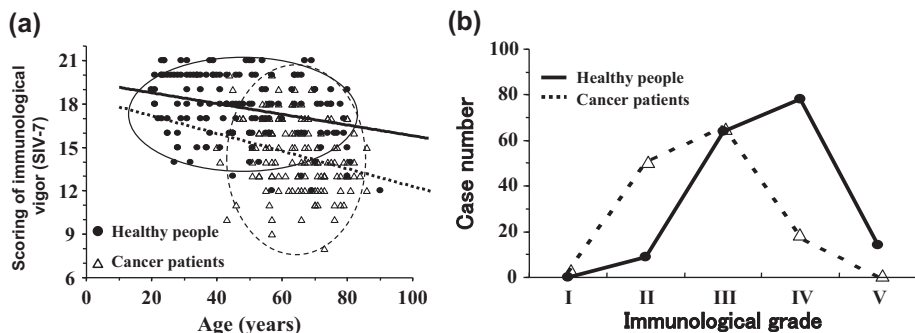 (a)
Scoring of immunological
vigor (SIV-7)
21
18
15
12
9
6
Healthy people
Cancer patients
0 20 40 60 80 100
Age (years)
(b)
Case number
100
80
60
40
20
0
Healthy people
Cancer patients
I II III IV V
Immunological grade